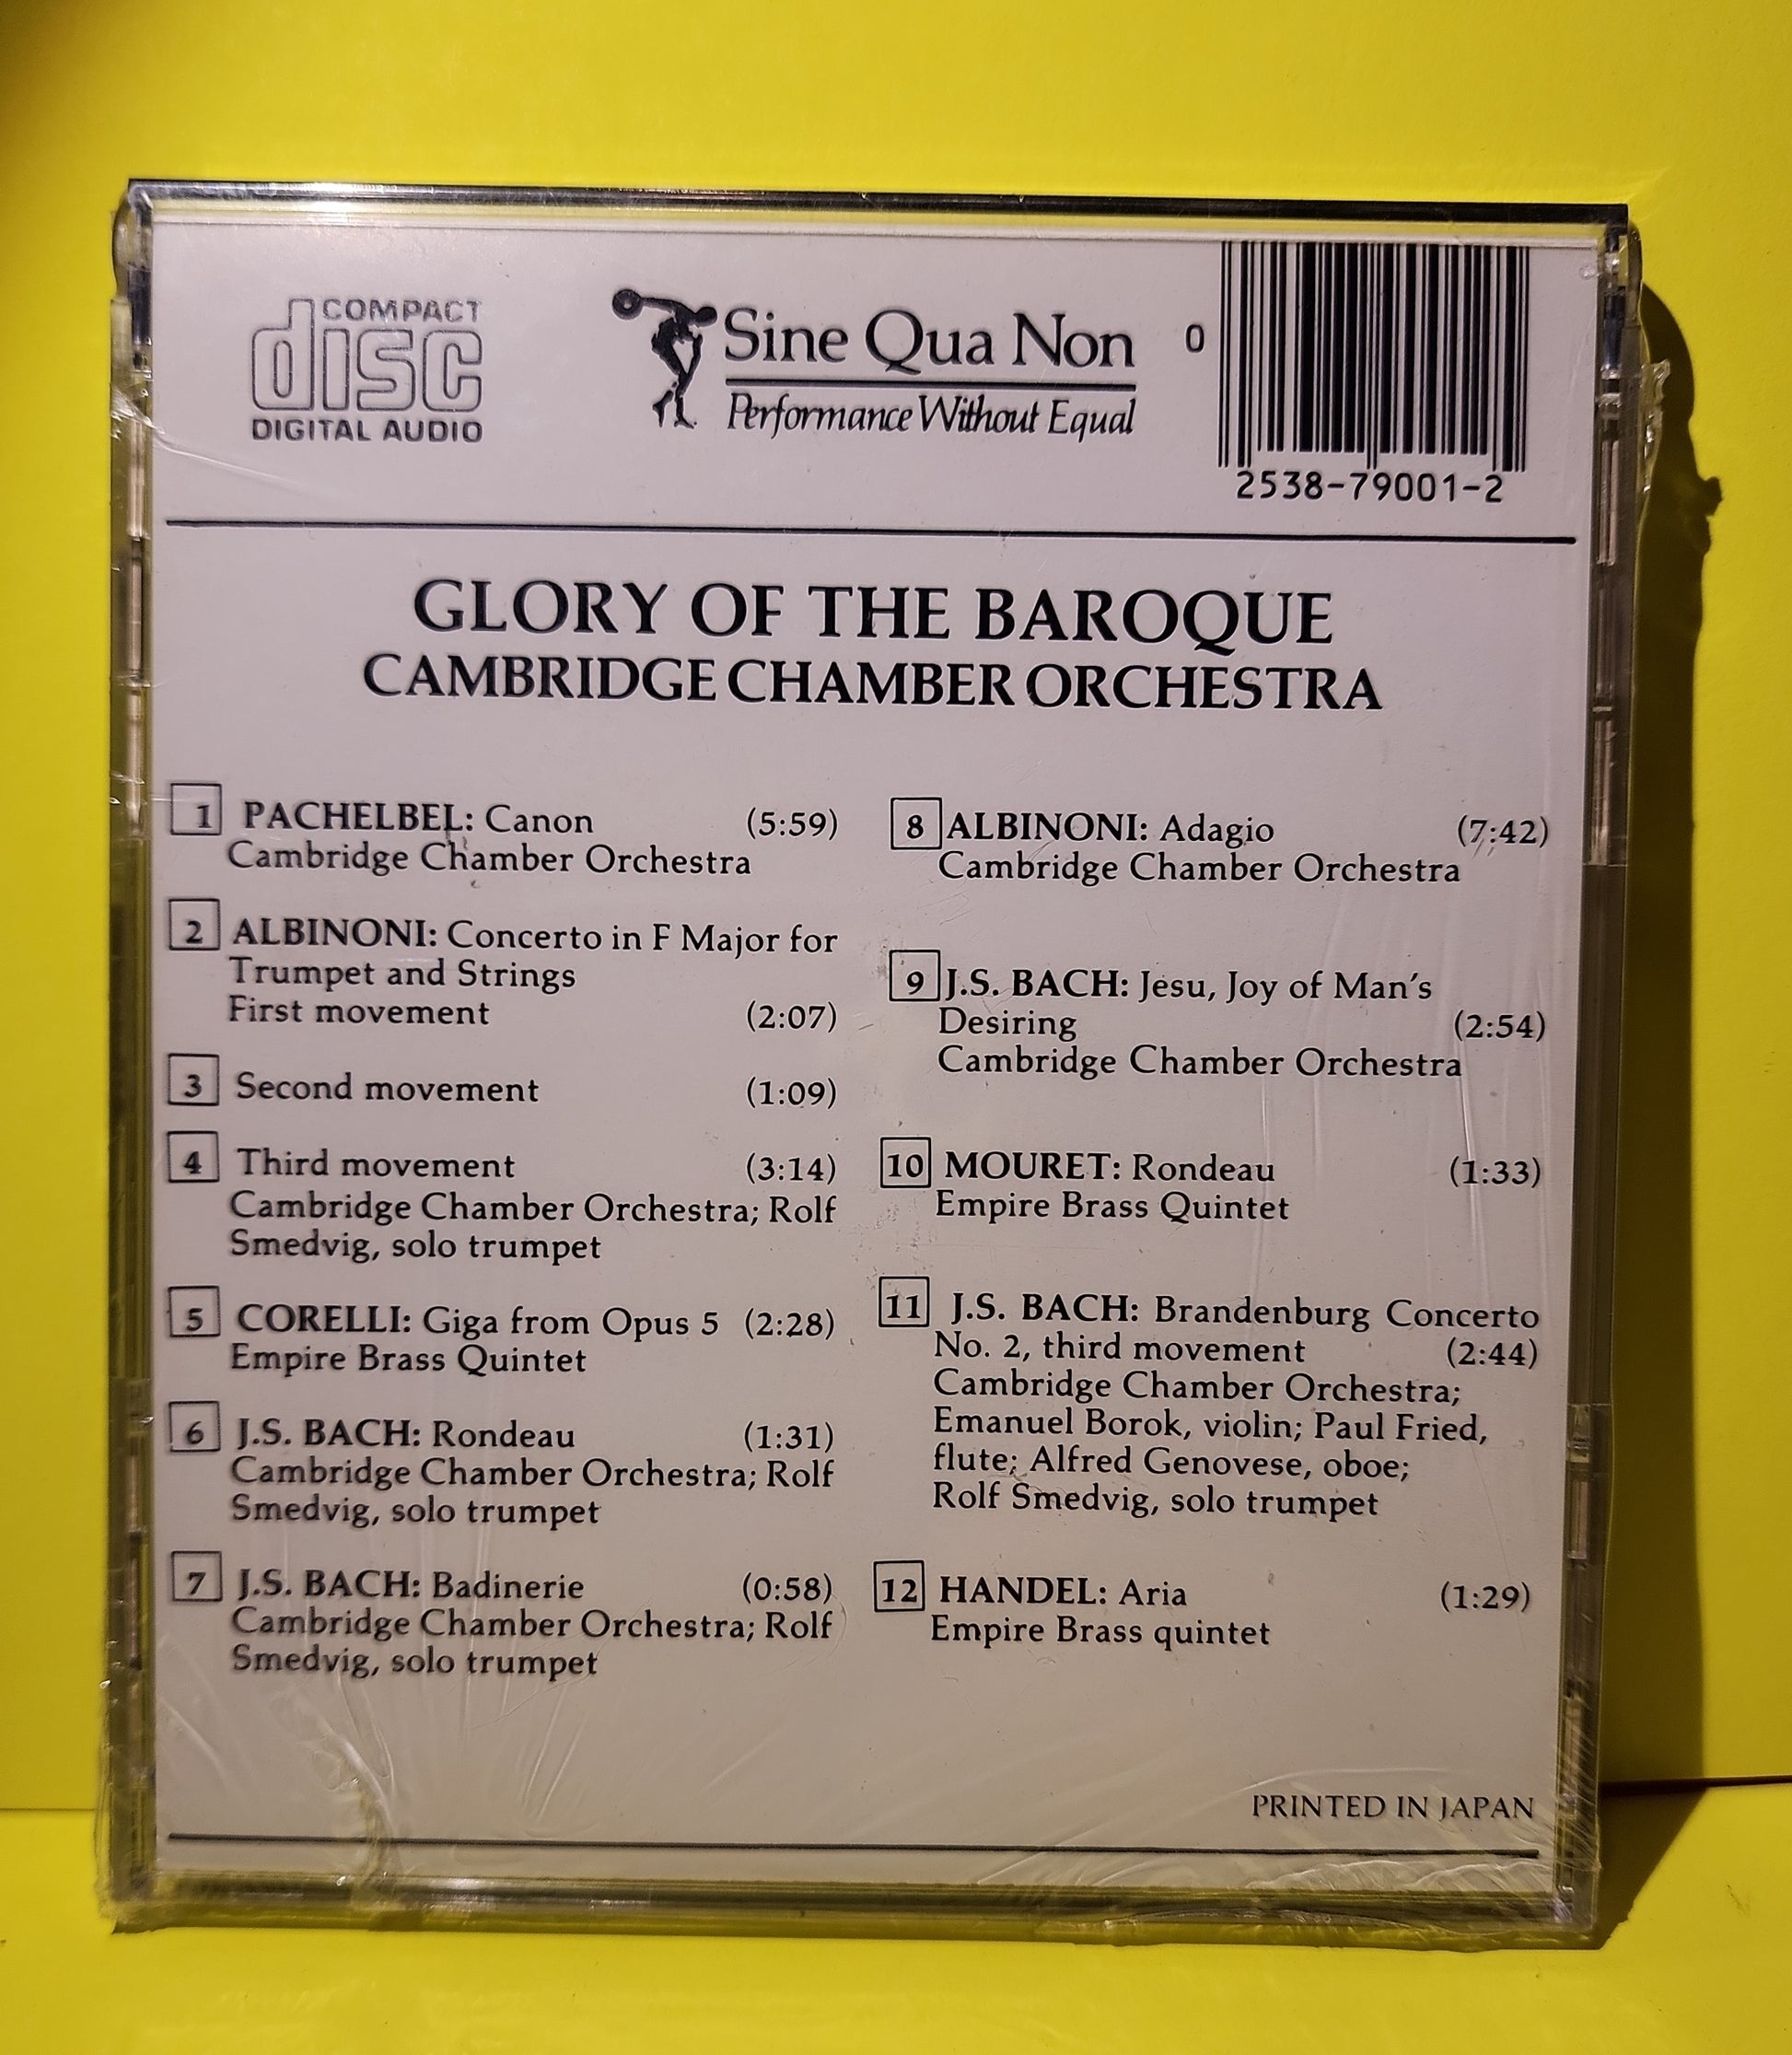 COMPACT
disc
DIGITAL AUDIO
Sine Qua Non
Performance Without Equal
0
2538-79001-2
GLORY OF THE BAROQUE
CAMBRIDGE CHAMBER ORCHESTRA
1 PACHELBEL: Canon (5:59)
Cambridge Chamber Orchestra
2 ALBINONI: Concerto in F Major for
Trumpet and Strings
First movement (2:07)
3 Second movement (1:09)
4 Third movement (3:14)
Cambridge Chamber Orchestra; Rolf
Smedvig, solo trumpet
5 CORELLI: Giga from Opus 5 (2:28)
Empire Brass Quintet
6 J.S. BACH: Rondeau (1:31)
Cambridge Chamber Orchestra; Rolf
Smedvig, solo trumpet
7 J.S. BACH: Badinerie (0:58)
Cambridge Chamber Orchestra; Rolf
Smedvig, solo trumpet
8 ALBINONI: Adagio (7:42)
Cambridge Chamber Orchestra
9 J.S. BACH: Jesu, Joy of Man's
Desiring (2:54)
Cambridge Chamber Orchestra
10 MOURET: Rondeau (1:33)
Empire Brass Quintet
11 J.S. BACH: Brandenburg Concerto
No. 2, third movement (2:44)
Cambridge Chamber Orchestra;
Emanuel Borok, violin; Paul Fried,
flute; Alfred Genovese, oboe;
Rolf Smedvig, solo trumpet
12 HANDEL: Aria (1:29)
Empire Brass quintet
PRINTED IN JAPAN